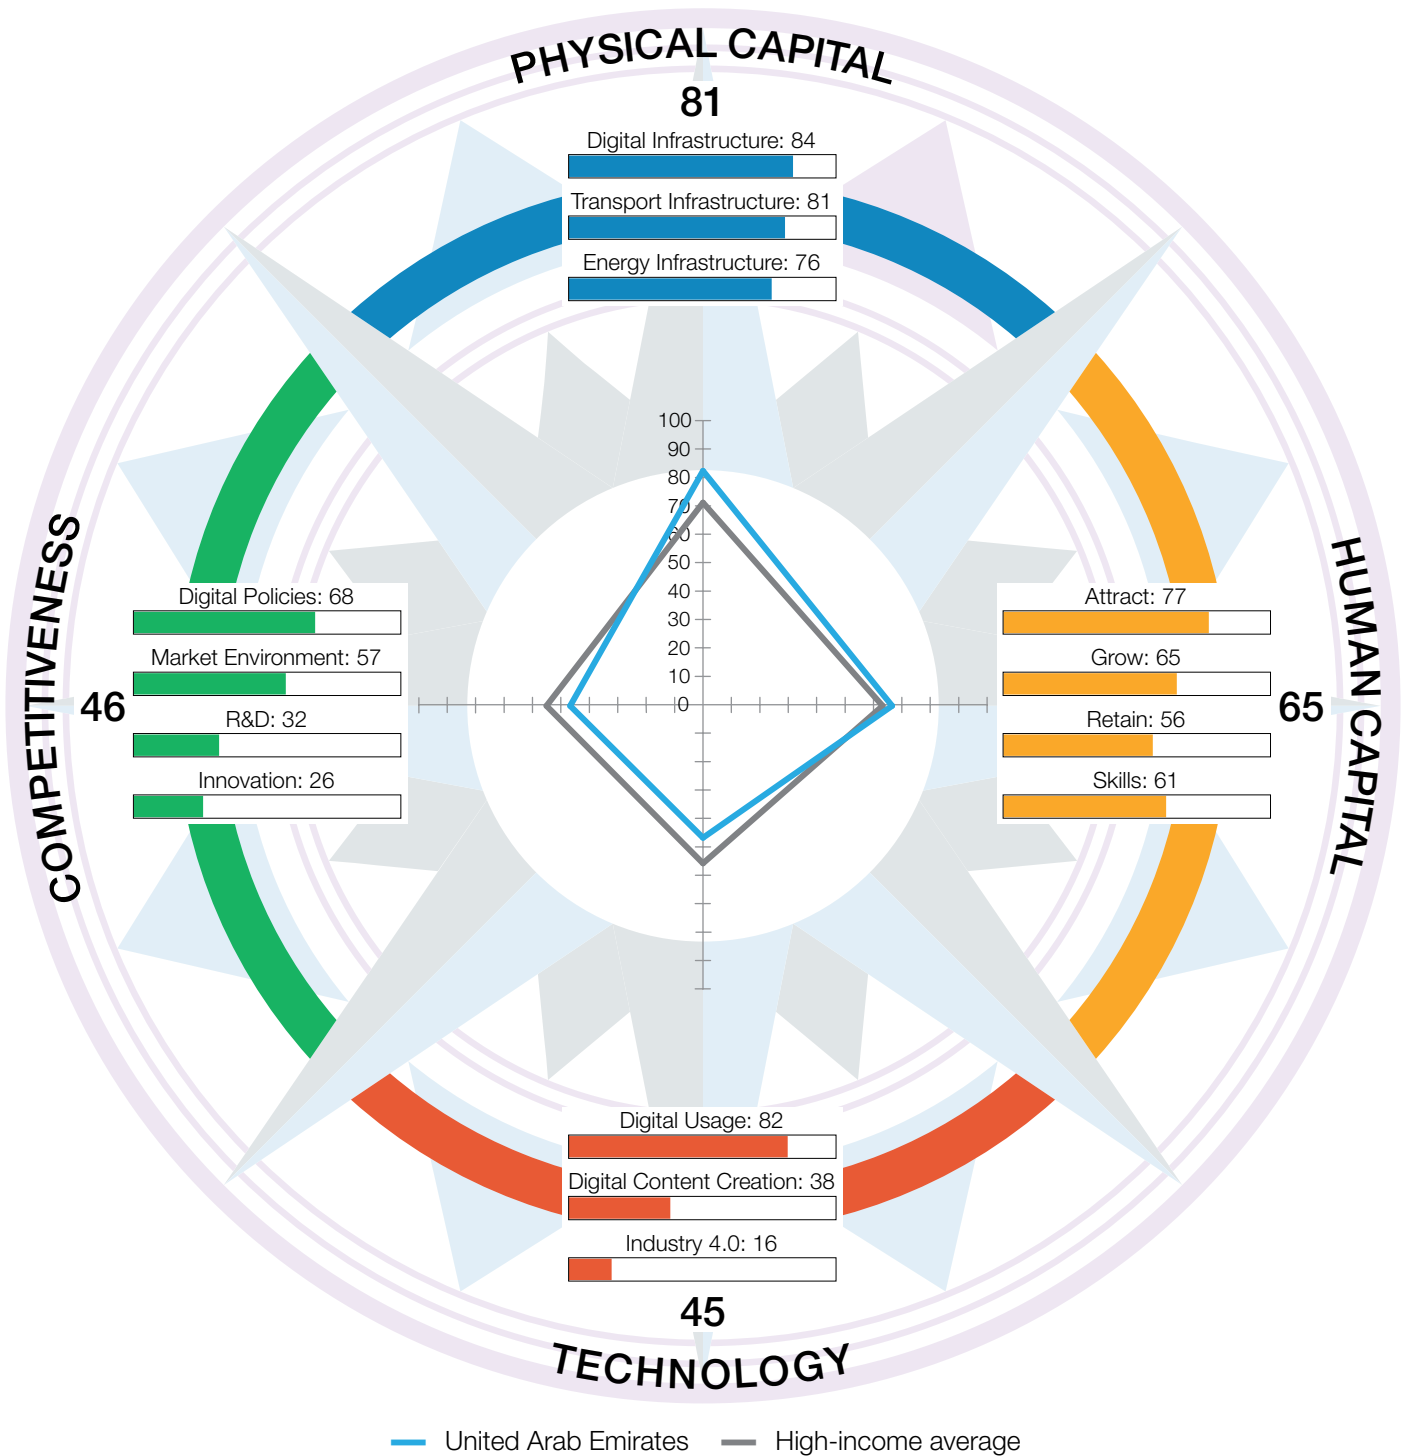 PHYSICAL CAPITAL
81
Digital Infrastructure: 84
Transport Infrastructure: 81
Energy Infrastructure: 76
100
90
80
70
60
50
40
30
20
10
0
COMPETITIVENESS
46
Digital Policies: 68
Market Environment: 57
R&D: 32
Innovation: 26
HUMAN CAPITAL
65
Attract: 77
Grow: 65
Retain: 56
Skills: 61
Digital Usage: 82
Digital Content Creation: 38
Industry 4.0: 16
45
TECHNOLOGY
United Arab Emirates
High-income average